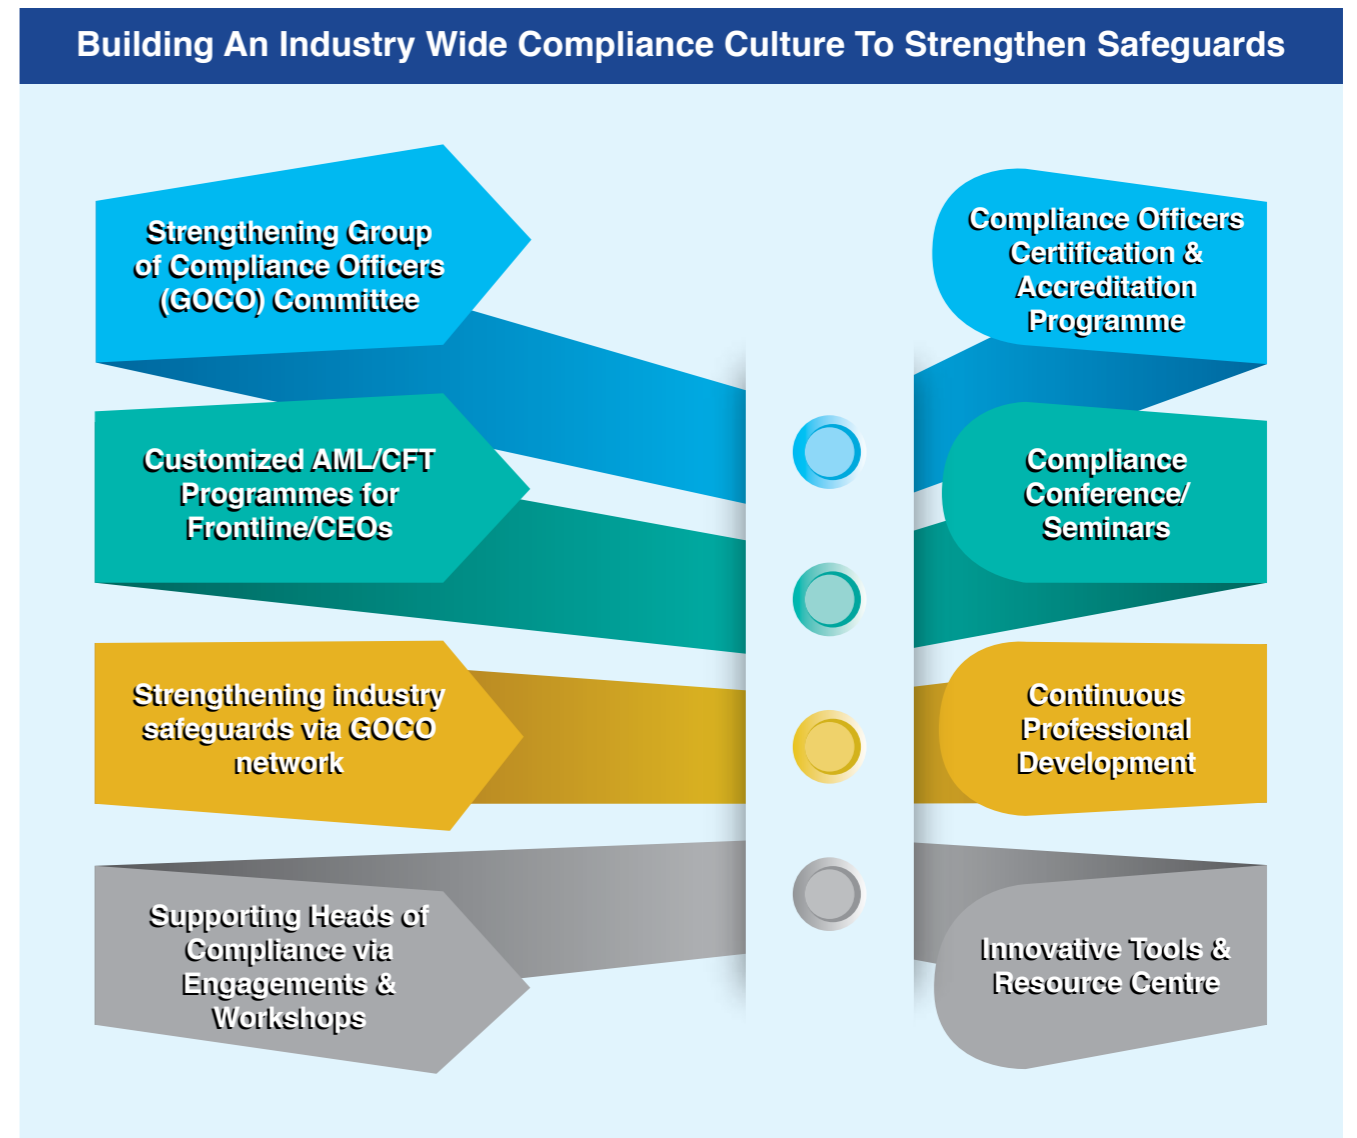 Building An Industry Wide Compliance Culture To Strengthen Safeguards
Strengthening Group
of Compliance Officers
(GOCO) Committee
Compliance Officers
Certification &
Accreditation
Programme
Customized AML/CFT
Programmes for
Frontline/CEOs
Compliance
Conference/
Seminars
Strengthening industry
safeguards via GOCO
network
Continuous
Professional
Development
Supporting Heads of
Compliance via
Engagements &
Workshops
Innovative Tools &
Resource Centre